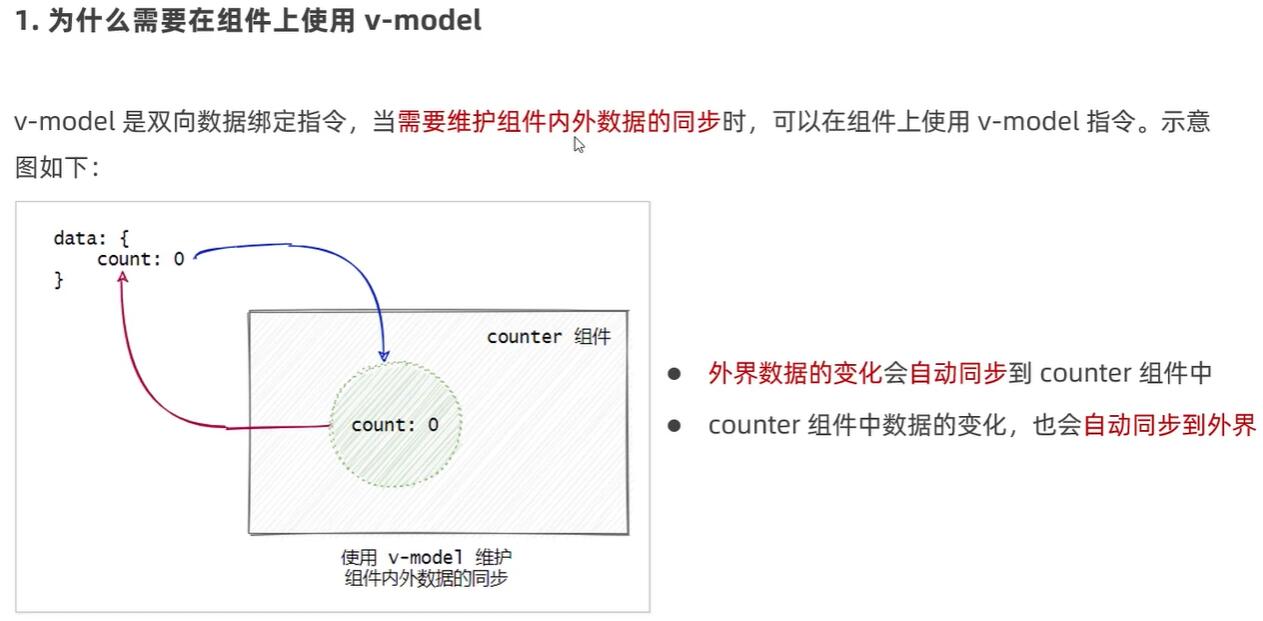 1. 为什么需要在组件上使用 v-model
v-model 是双向数据绑定指令，当需要维护组件内外数据的同步时，可以在组件上使用 v-model 指令。示意
图如下：
data: {
count: 0
}
counter 组件
count: 0
使用 v-model 维护
组件内外数据的同步
● 外界数据的变化会自动同步到 counter 组件中
● counter 组件中数据的变化，也会自动同步到外界